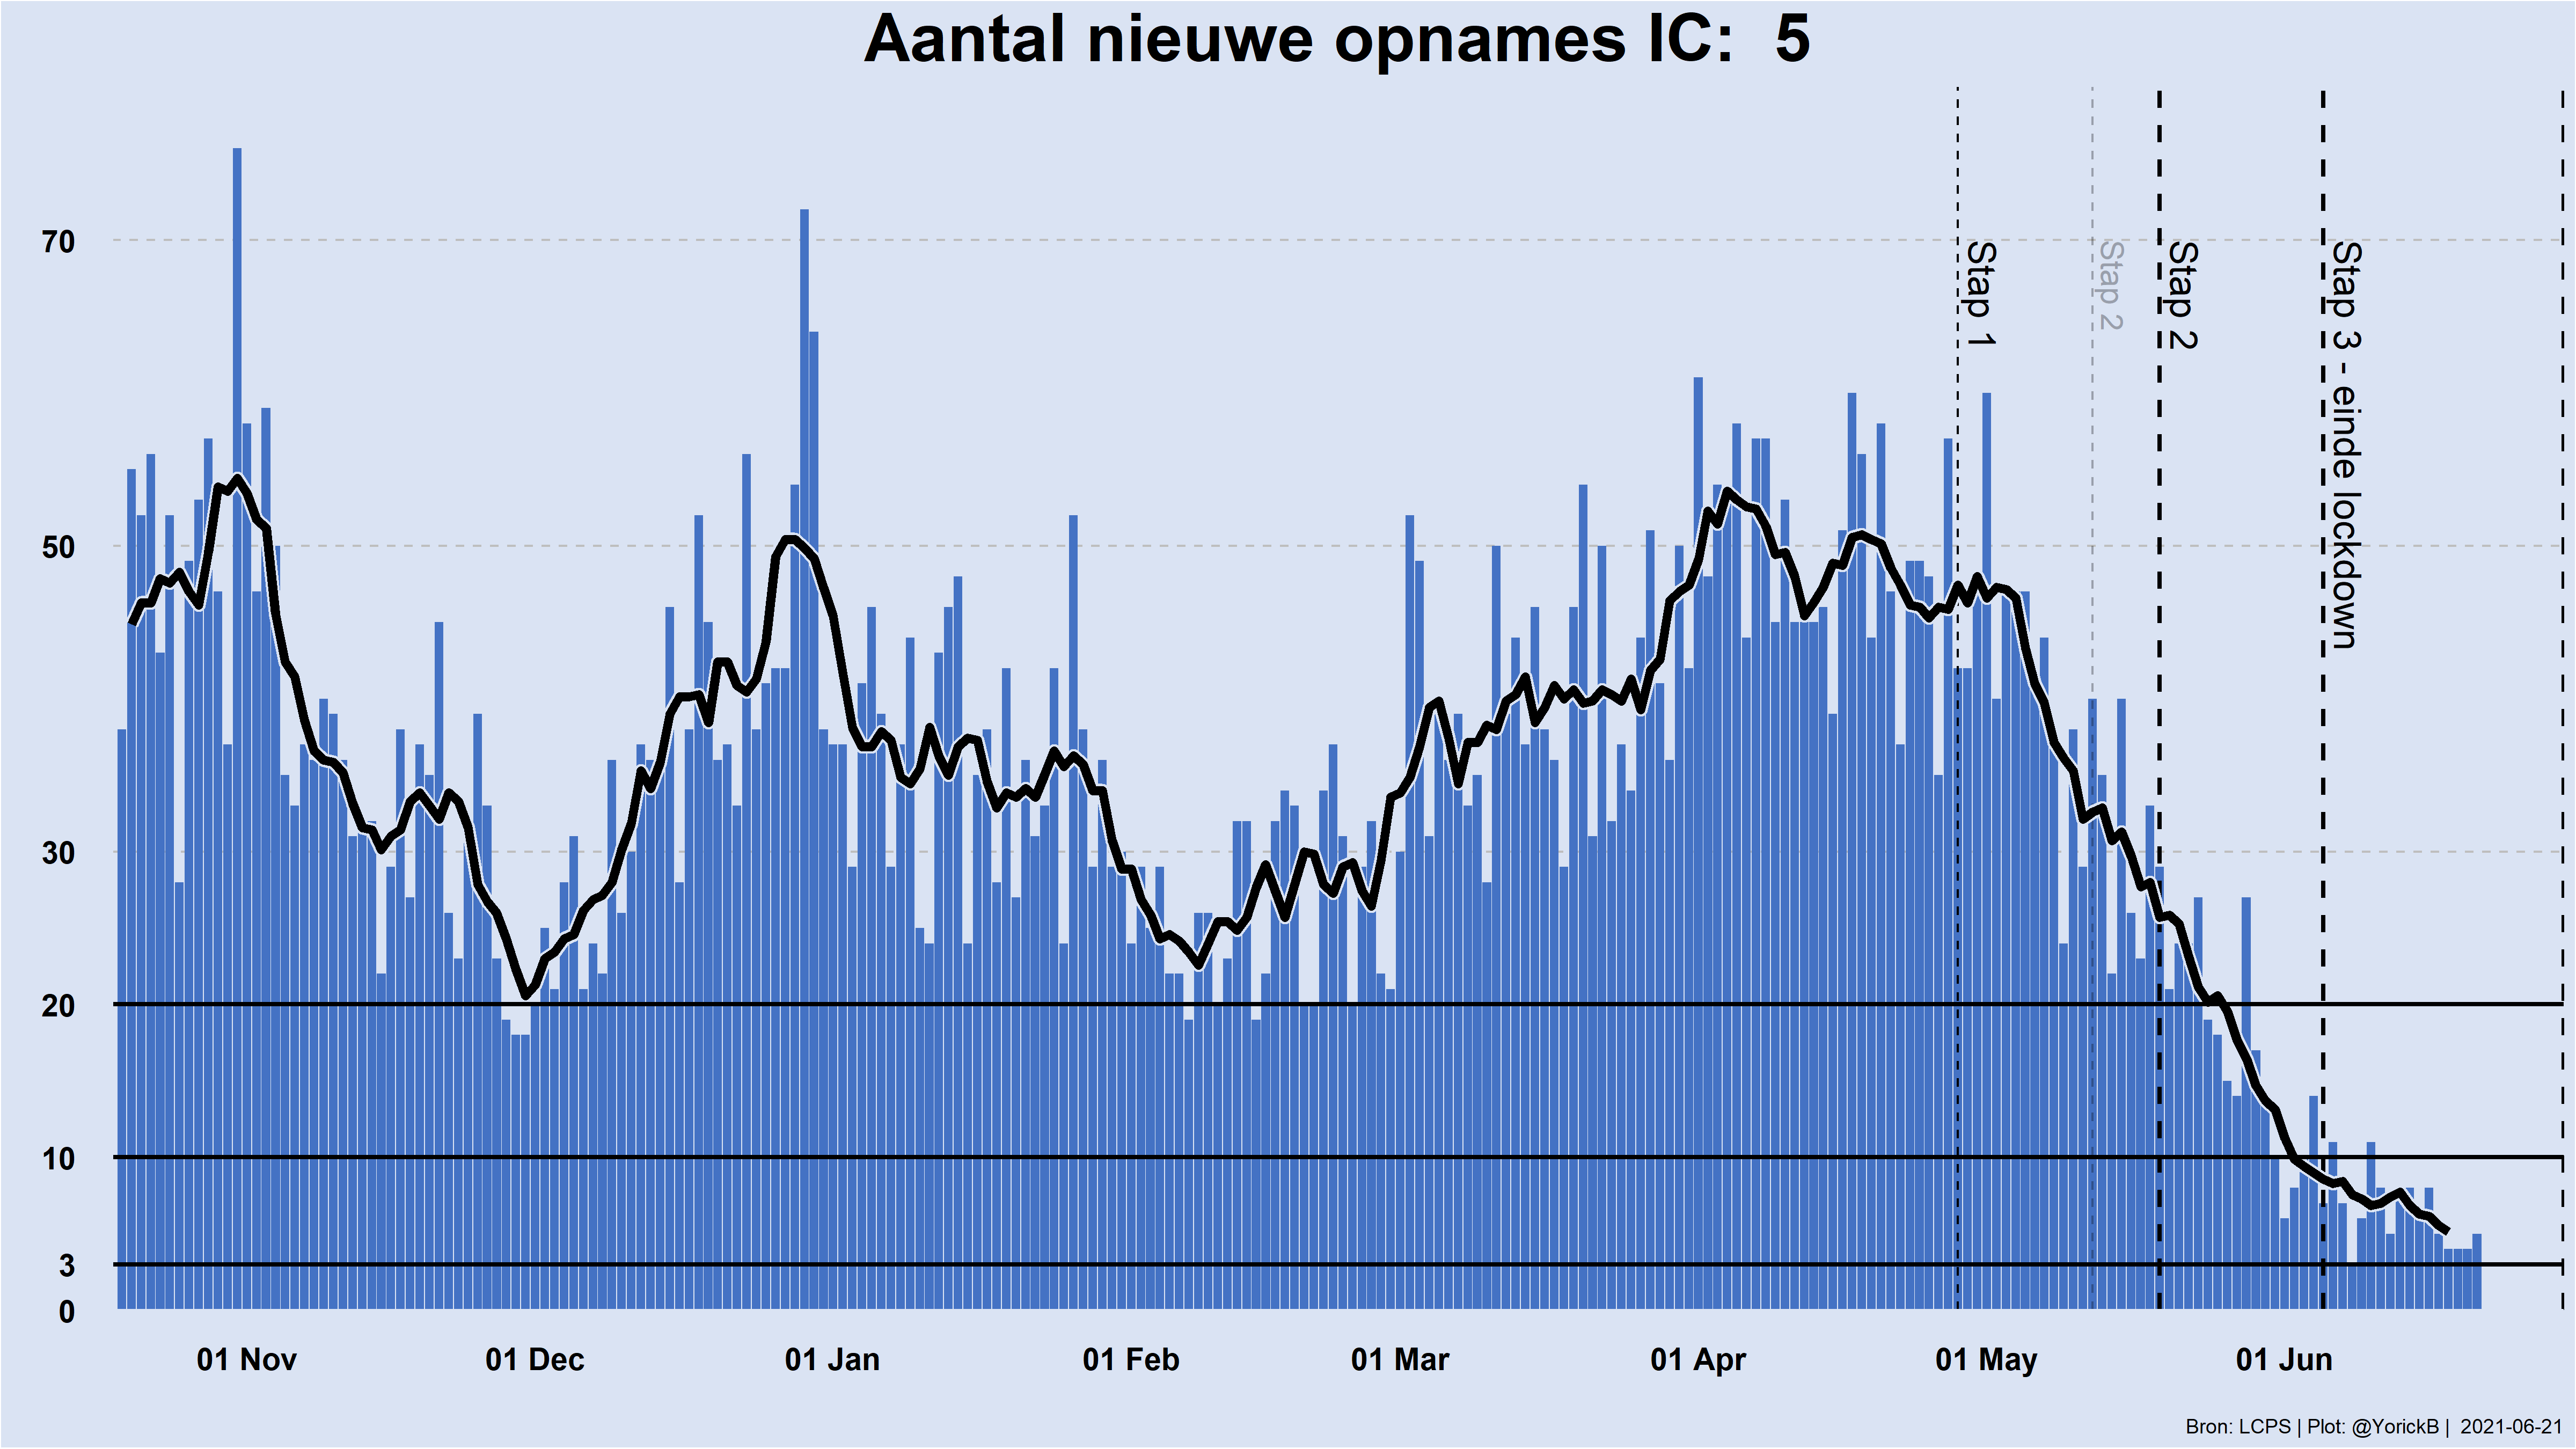 Aantal nieuwe opnames IC:  5
70
50
30
20
10
3
0
Stap 1
Stap 2
Stap 2
Stap 3 - einde lockdown
01 Nov
01 Dec
01 Jan
01 Feb
01 Mar
01 Apr
01 May
01 Jun
Bron: LCPS | Plot: @YorickB |  2021-06-21